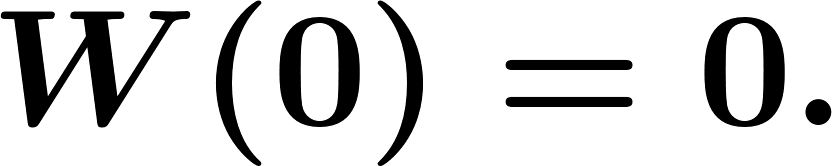 W(0) = 0.